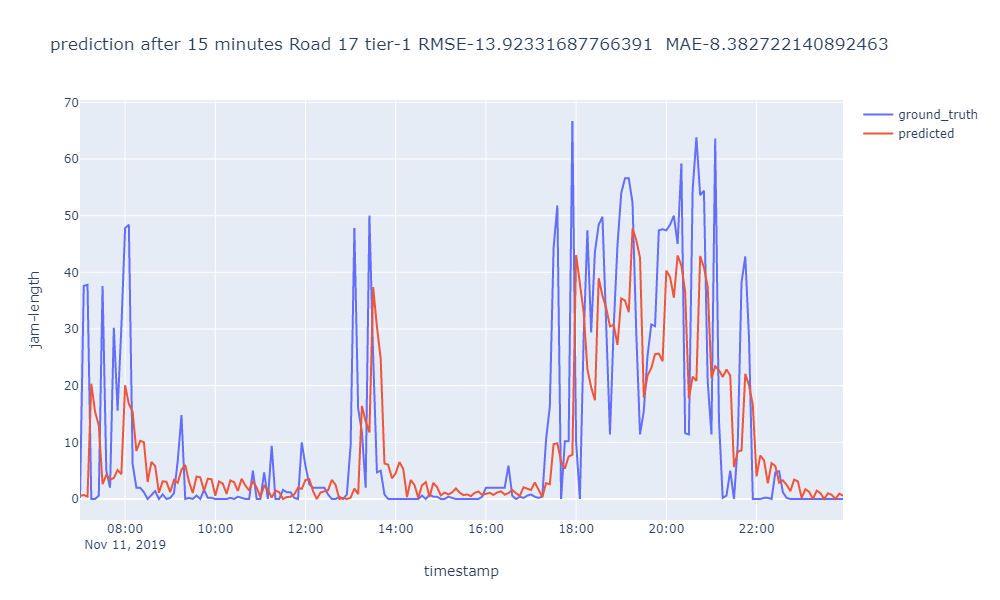 prediction after 15 minutes Road 17 tier-1 RMSE-13.92331687766391  MAE-8.382722140892463
ground_truth
predicted
70
60
50
40
30
20
10
0
jam-length
08:00 10:00 12:00 14:00 16:00 18:00 20:00 22:00
Nov 11, 2019
timestamp